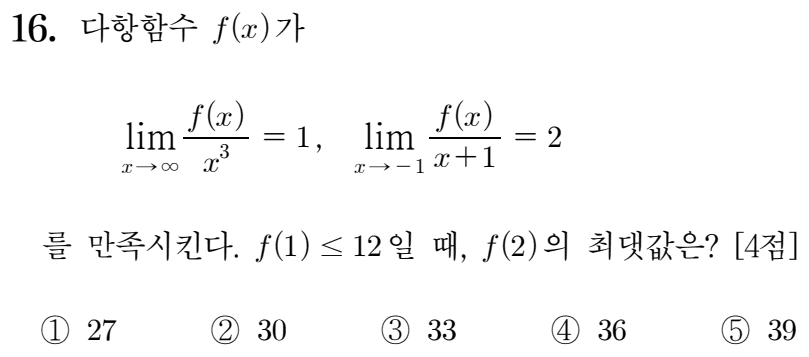 16. 다항함수 f(x)가
lim_{x→∞} f(x)/x³ = 1, lim_{x→-1} f(x)/(x+1) = 2
를 만족시킨다. f(1) ≤ 12일 때, f(2)의 최댓값은? [4점]
① 27 ② 30 ③ 33 ④ 36 ⑤ 39